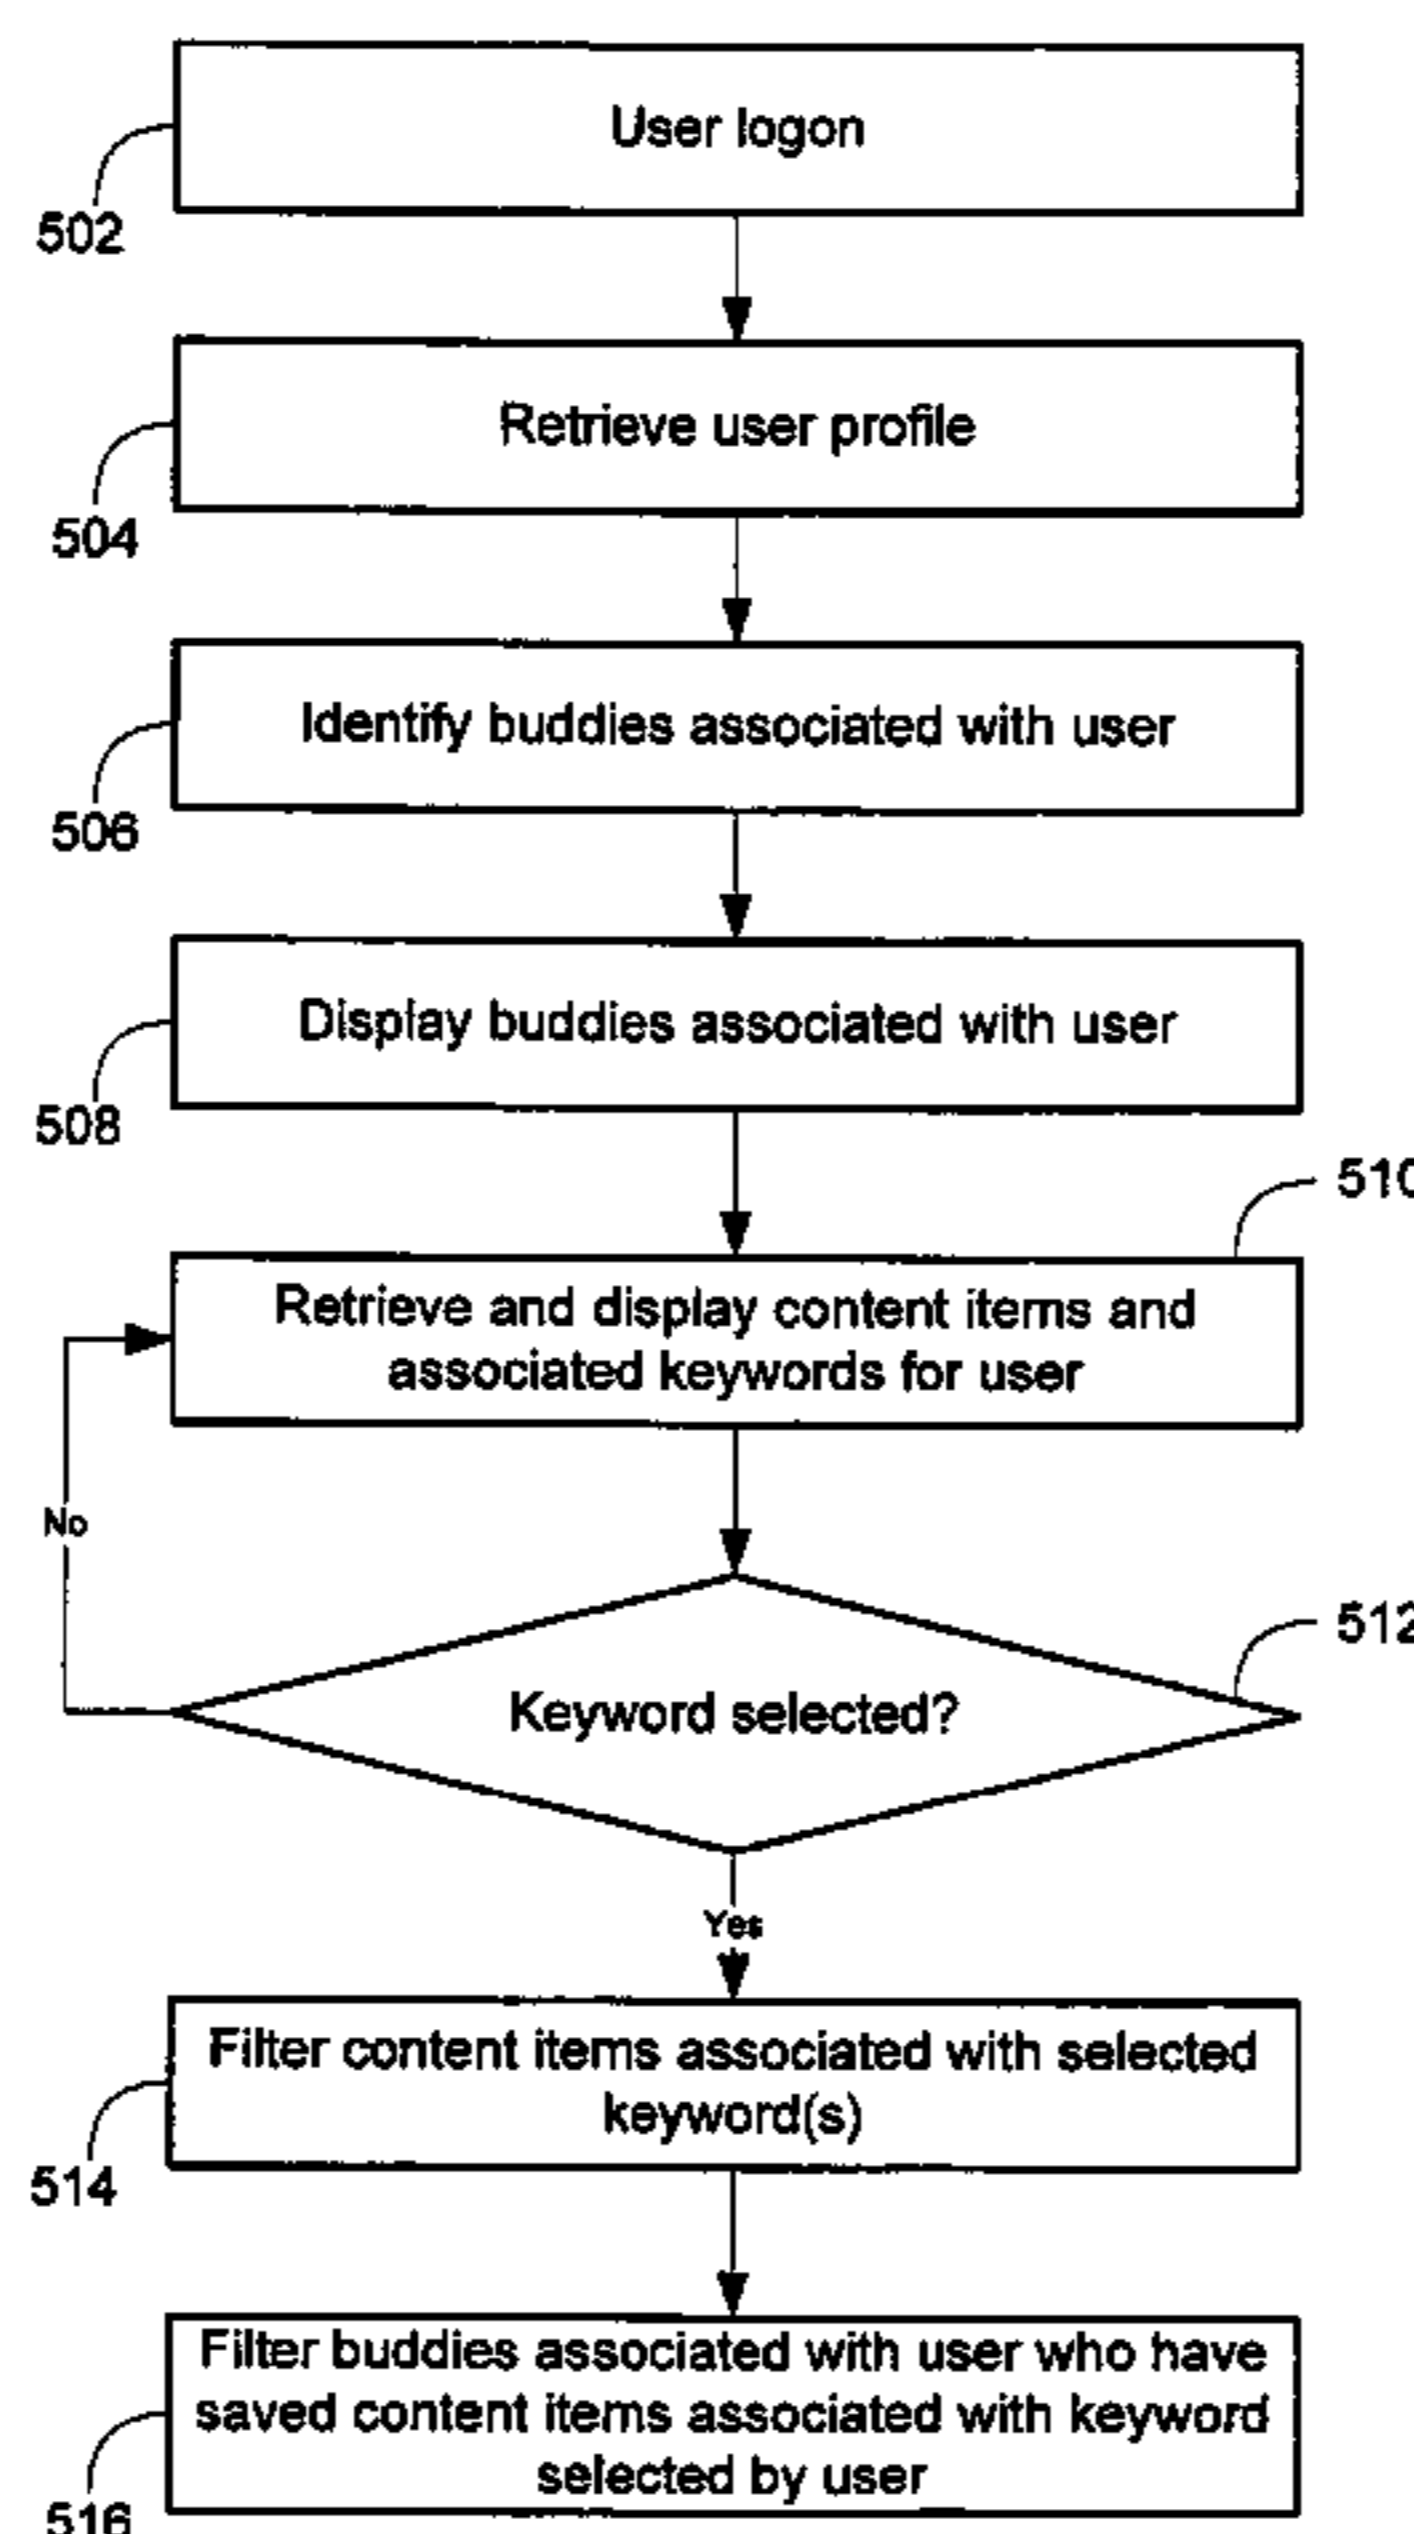 User logon
502
Retrieve user profile
504
Identify buddies associated with user
506
Display buddies associated with user
508
510
Retrieve and display content items and
associated keywords for user
No
512
Keyword selected?
Yes
Filter content items associated with selected
keyword(s)
514
Filter buddies associated with user who have
saved content items associated with keyword
selected by user
516